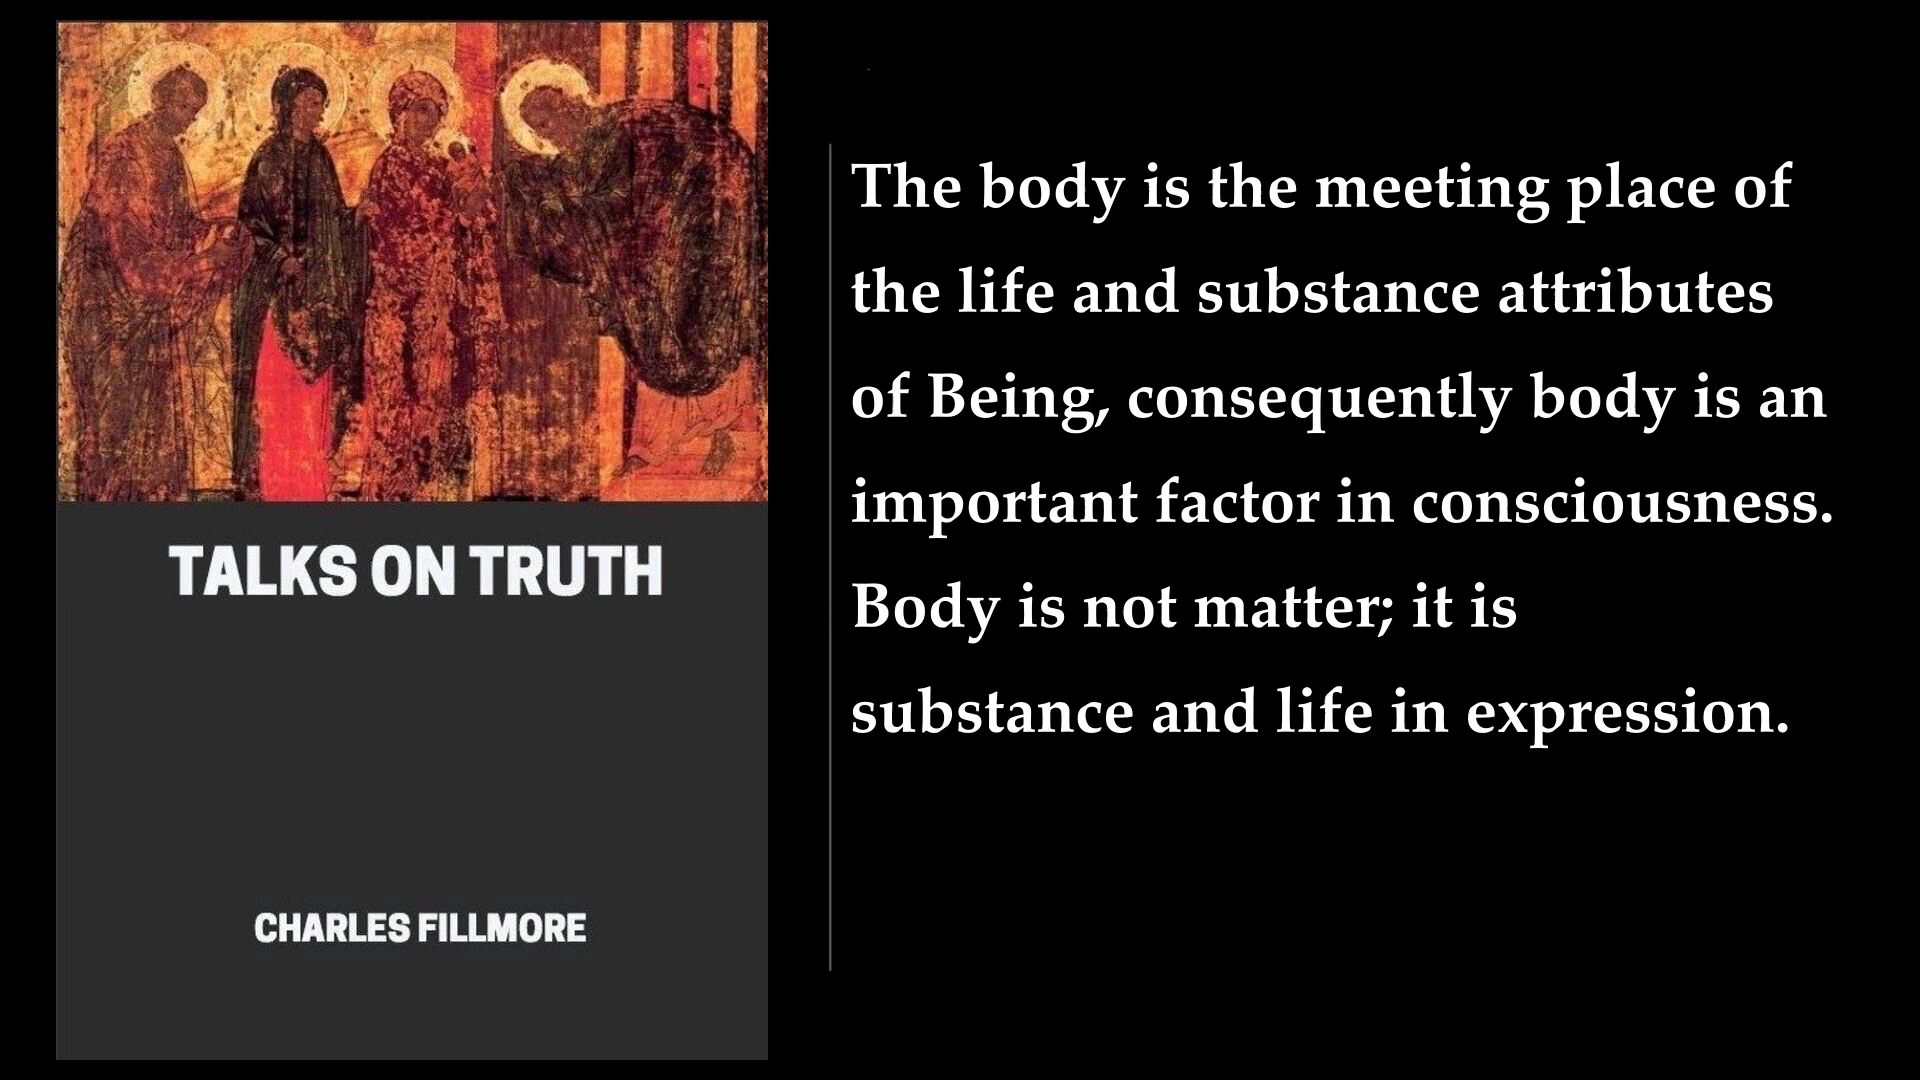 TALKS ON TRUTH
CHARLES FILLMORE
The body is the meeting place of
the life and substance attributes
of Being, consequently body is an
important factor in consciousness.
Body is not matter; it is
substance and life in expression.